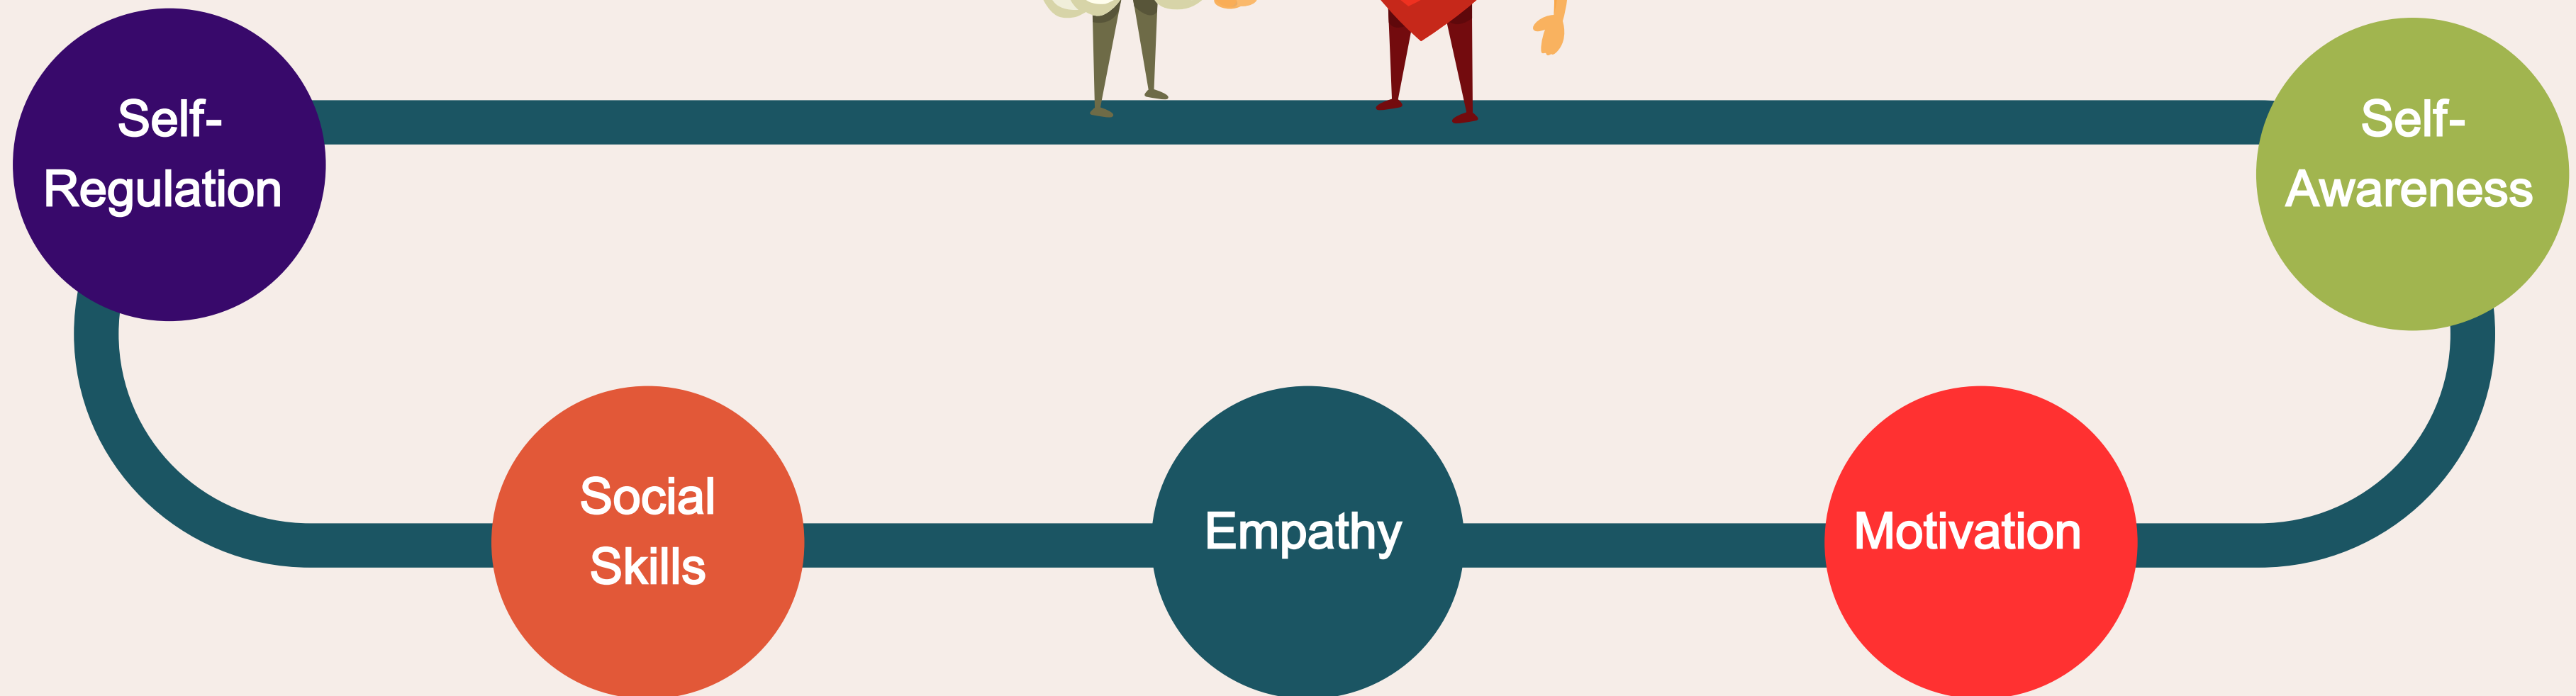 Self-
Regulation
Self-
Awareness
Social
Skills
Empathy
Motivation